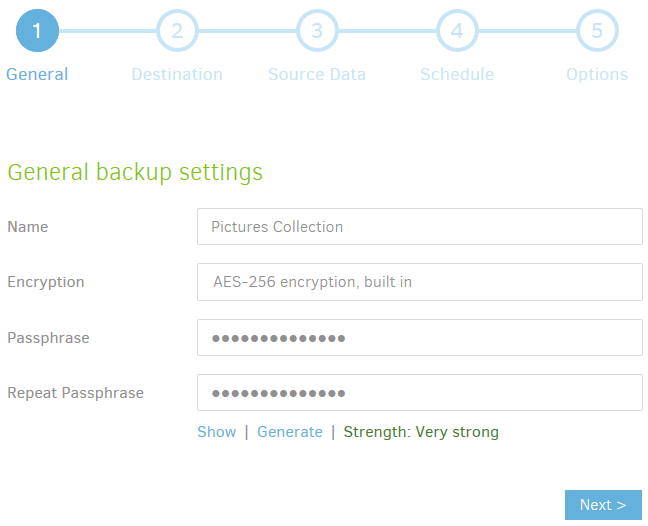 1 2 3 4 5
General Destination Source Data Schedule Options
General backup settings
Name Pictures Collection
Encryption AES-256 encryption, built in
Passphrase ●●●●●●●●●●●●●●
Repeat Passphrase ●●●●●●●●●●●●●●
Show | Generate | Strength: Very strong
Next >